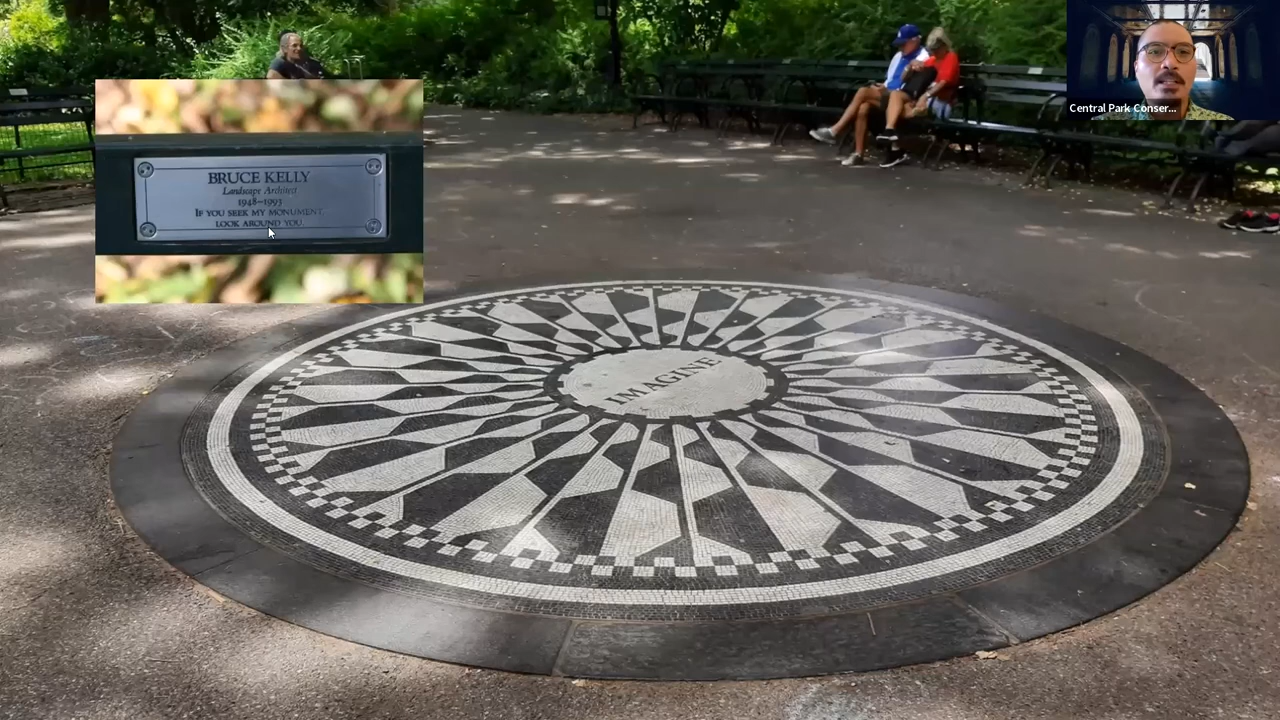 Central Park Conser...
BRUCE KELLY
Landscape Architect
1948–1993
IF YOU SEEK MY MONUMENT
LOOK AROUND YOU.
IMAGINE